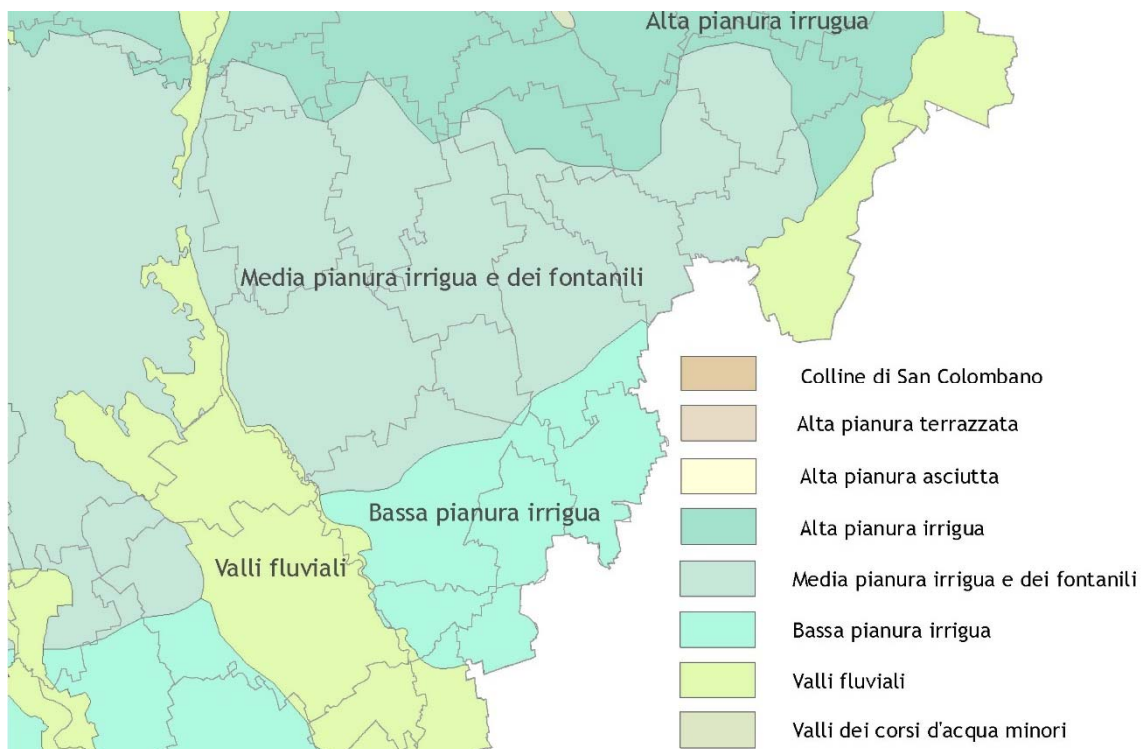 Alta pianura irrugua
Media pianura irrigua e dei fontanili
Bassa pianura irrigua
Valli fluviali
Colline di San Colombano
Alta pianura terrazzata
Alta pianura asciutta
Alta pianura irrigua
Media pianura irrigua e dei fontanili
Bassa pianura irrigua
Valli fluviali
Valli dei corsi d'acqua minori